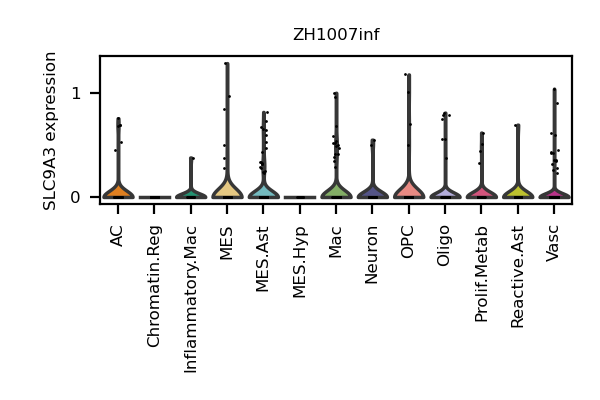 ZH1007inf
SLC9A3 expression
1
0
AC
Chromatin.Reg
Inflammatory.Mac
MES
MES.Ast
MES.Hyp
Mac
Neuron
OPC
Oligo
Prolif.Metab
Reactive.Ast
Vasc